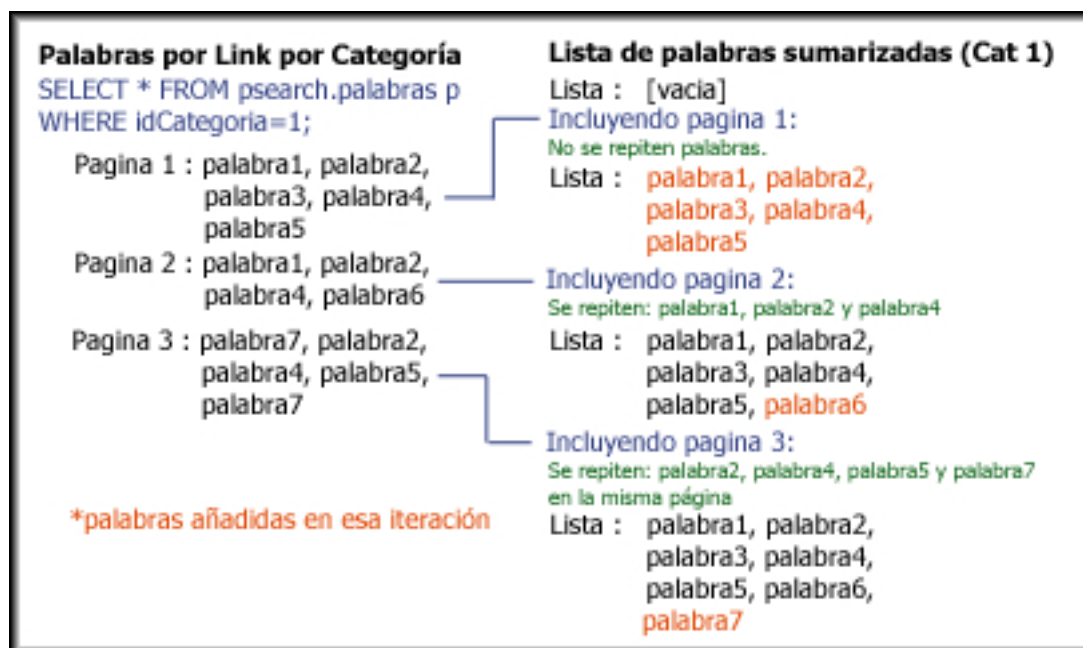 Palabras por Link por Categoría
SELECT * FROM psearch.palabras p
WHERE idCategoria=1;
Pagina 1 : palabra1, palabra2,
palabra3, palabra4,
palabra5
Pagina 2 : palabra1, palabra2,
palabra4, palabra6
Pagina 3 : palabra7, palabra2,
palabra4, palabra5,
palabra7
*palabras añadidas en esa iteración
Lista de palabras sumarizadas (Cat 1)
Lista : [vacia]
Incluyendo pagina 1:
No se repiten palabras.
Lista : palabra1, palabra2,
palabra3, palabra4,
palabra5
Incluyendo pagina 2:
Se repiten: palabra1, palabra2 y palabra4
Lista : palabra1, palabra2,
palabra3, palabra4,
palabra5, palabra6
Incluyendo pagina 3:
Se repiten: palabra2, palabra4, palabra5 y palabra7
en la misma página
Lista : palabra1, palabra2,
palabra3, palabra4,
palabra5, palabra6,
palabra7